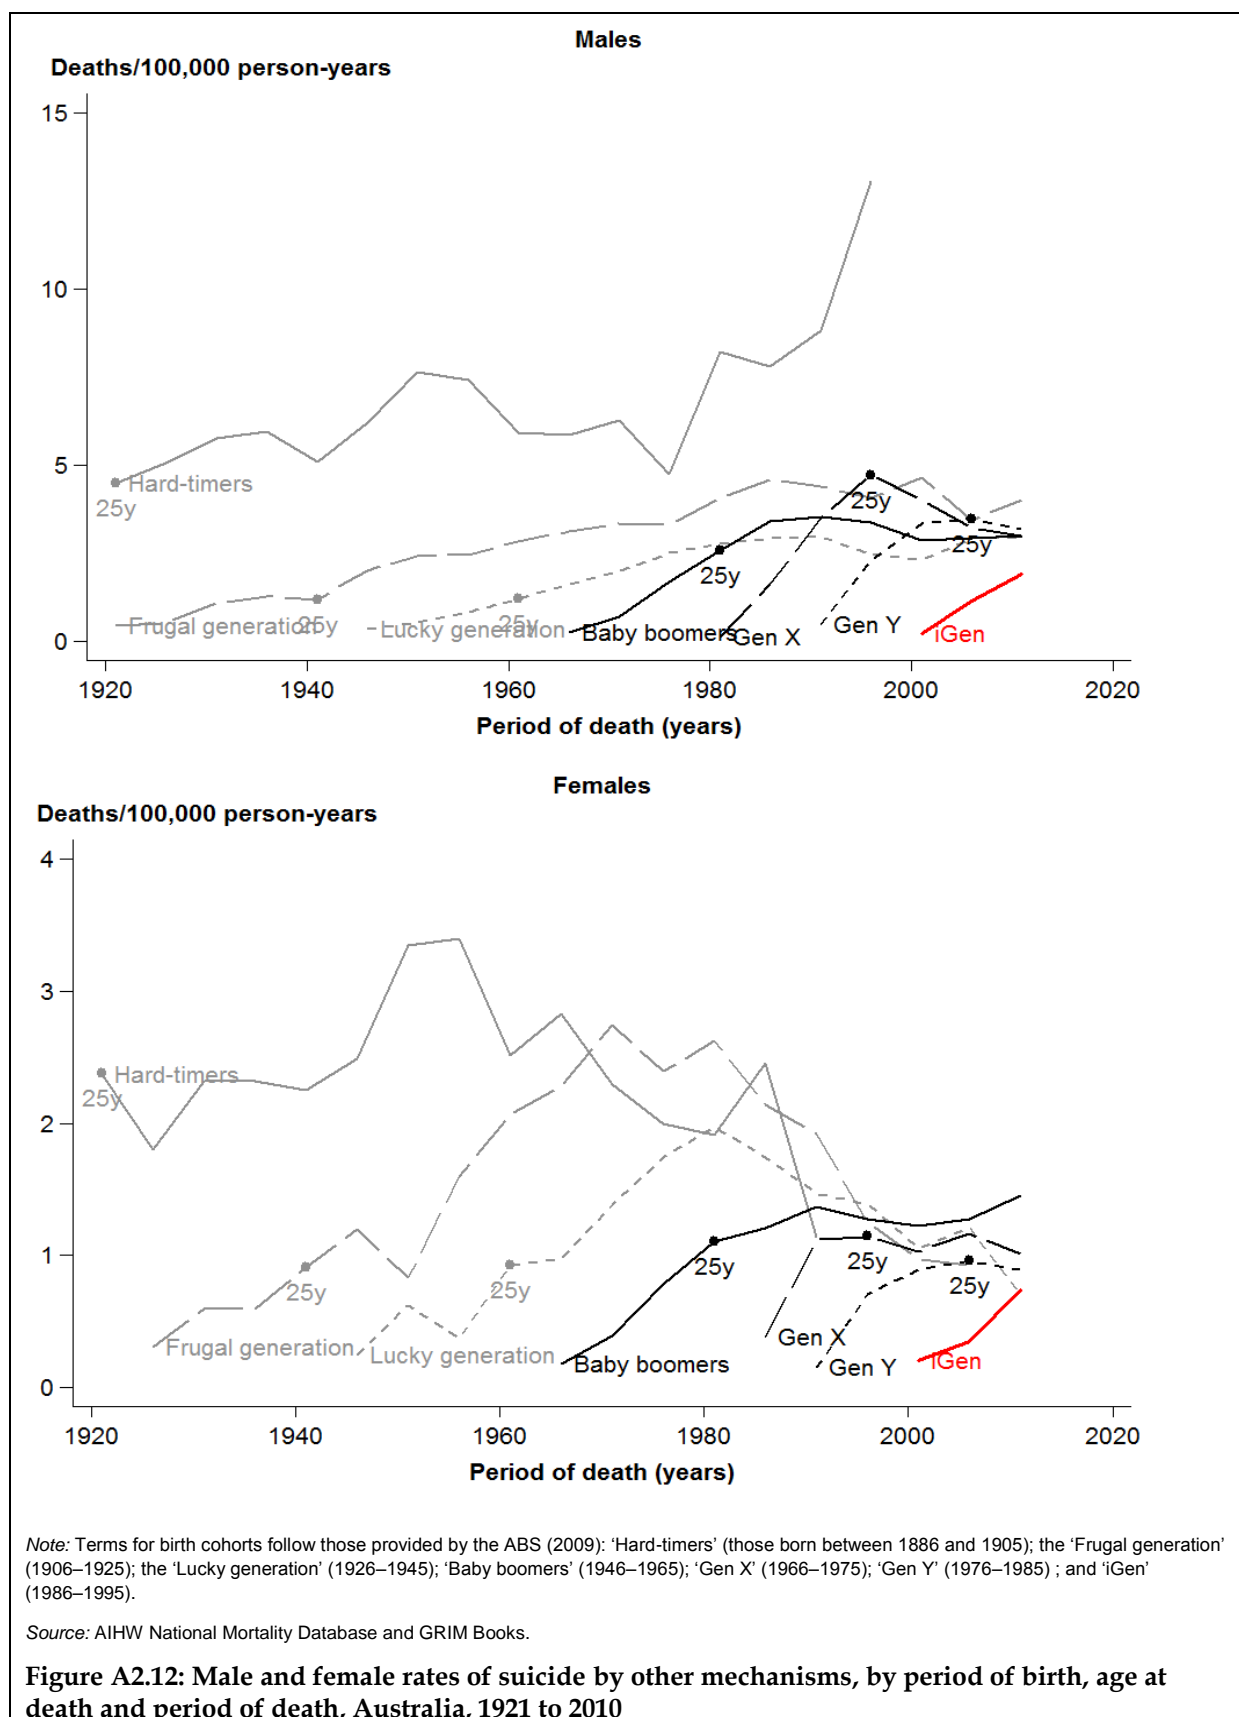 Males
Deaths/100,000 person-years
15
10
5
0
Hard-timers
25y
Frugal generation
25y
Lucky generation
25y
Baby boomers
25y
Gen X
25y
Gen Y
25y
iGen
1920 1940 1960 1980 2000 2020
Period of death (years)
Females
Deaths/100,000 person-years
4
3
2
1
0
Hard-timers
25y
Frugal generation
25y
Lucky generation
25y
Baby boomers
25y
Gen X
25y
Gen Y
25y
iGen
1920 1940 1960 1980 2000 2020
Period of death (years)
Note: Terms for birth cohorts follow those provided by the ABS (2009): ‘Hard-timers’ (those born between 1886 and 1905); the ‘Frugal generation’
(1906–1925); the ‘Lucky generation’ (1926–1945); ‘Baby boomers’ (1946–1965); ‘Gen X’ (1966–1975); ‘Gen Y’ (1976–1985) ; and ‘iGen’
(1986–1995).
Source: AIHW National Mortality Database and GRIM Books.
Figure A2.12: Male and female rates of suicide by other mechanisms, by period of birth, age at
death and period of death, Australia, 1921 to 2010